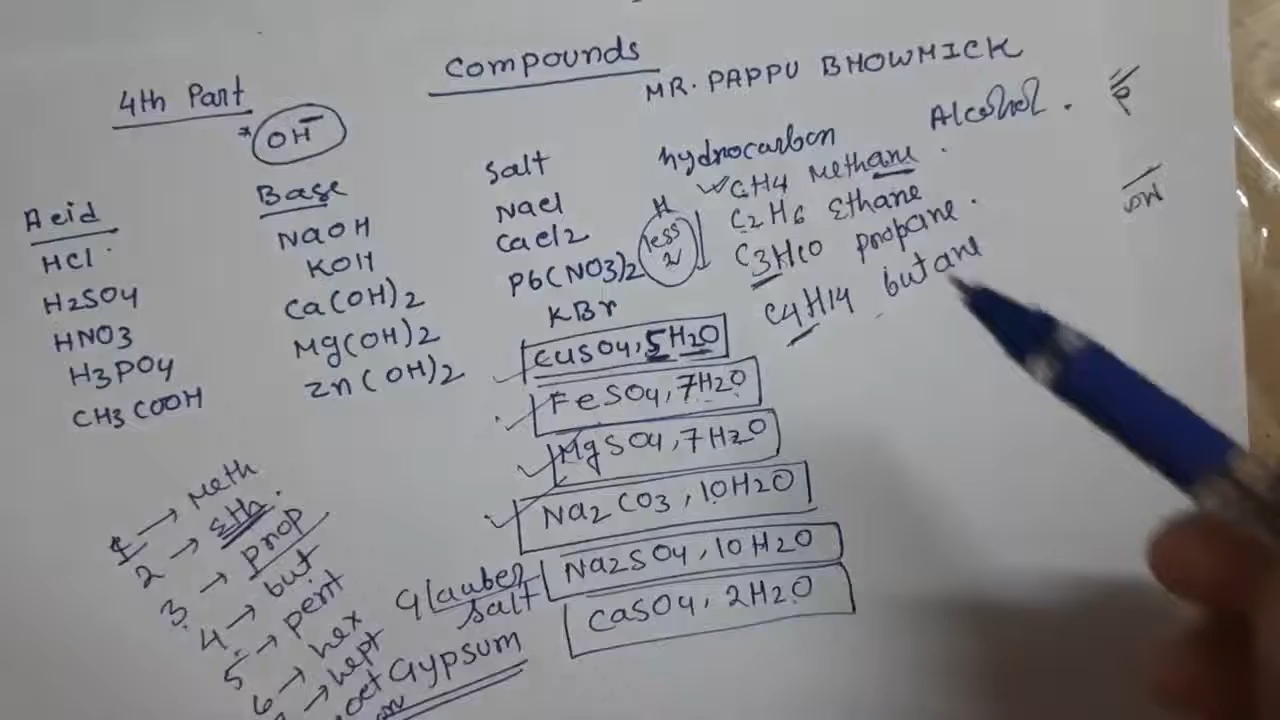 Compounds
MR. PAPPU BHOWMICK
4th Part
* OH-
Acid
HCl
H2SO4
HNO3
H3PO4
CH3COOH
Base
NaOH
KOH
Ca(OH)2
Mg(OH)2
Zn(OH)2
Salt
NaCl
CaCl2
Pb(NO3)2
KBr
CuSO4, 5H2O
FeSO4, 7H2O
MgSO4, 7H2O
Na2CO3, 10H2O
Na2SO4, 10H2O
CaSO4, 2H2O
Glauber
salt
Gypsum
hydrocarbon
CH4 Methane
C2H6 Ethane
C3H10 propane
C4H14 butane
H
less
2
Alcohol.
1 → Meth
2 → Eth
3 → prop
4 → but
5 → pent
6 → hex
→ hept
oct